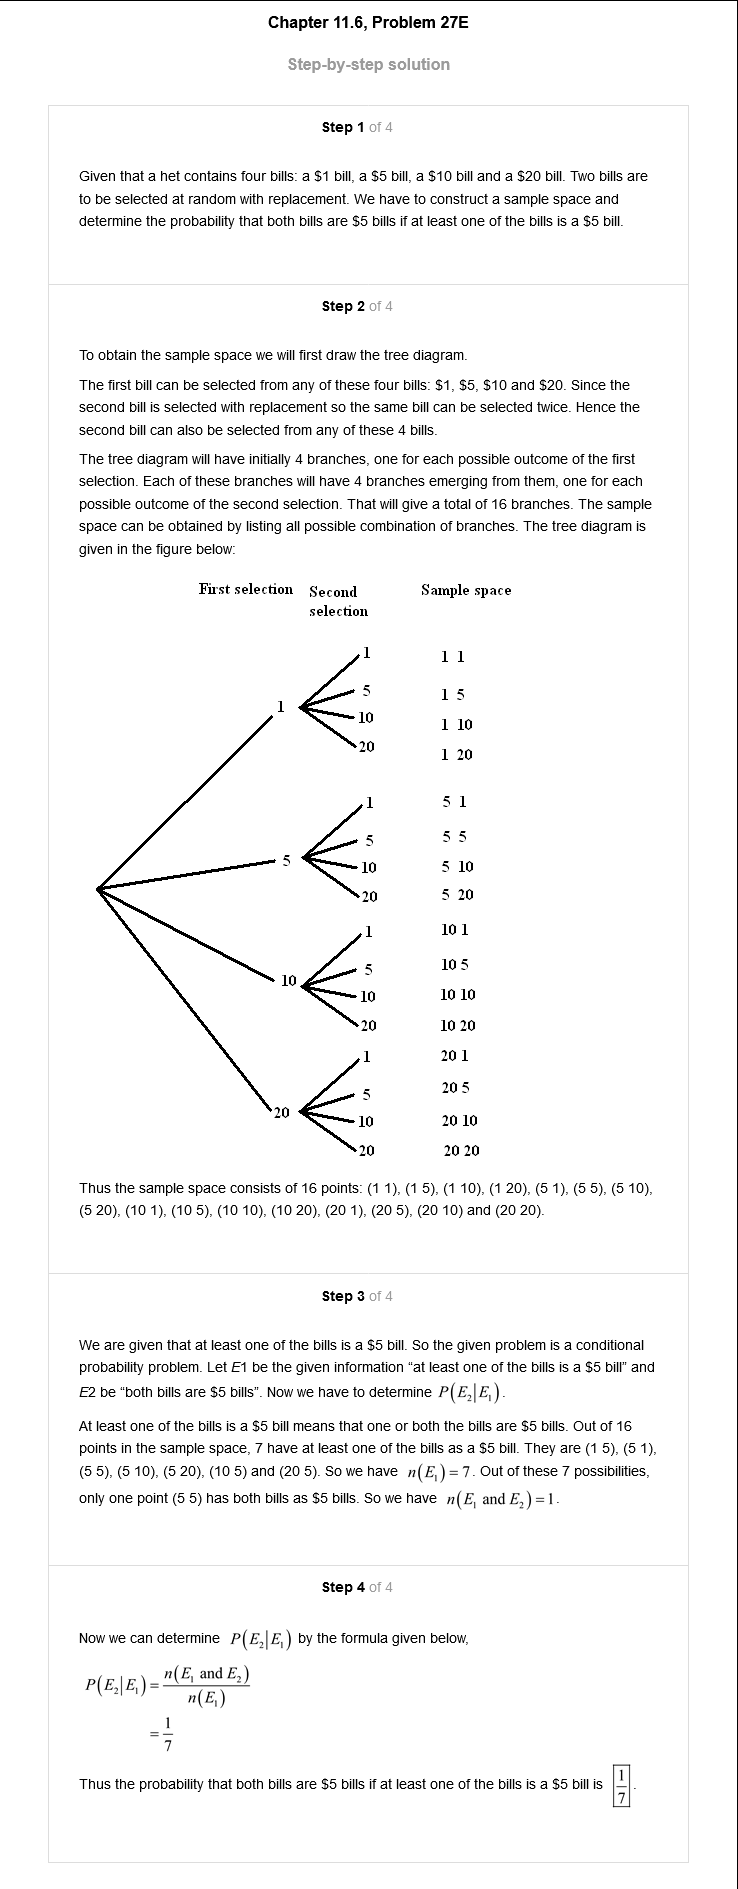 Chapter 11.6, Problem 27E
Step-by-step solution
Step 1 of 4
Given that a het contains four bills: a $1 bill, a $5 bill, a $10 bill and a $20 bill. Two bills are
to be selected at random with replacement. We have to construct a sample space and
determine the probability that both bills are $5 bills if at least one of the bills is a $5 bill.
Step 2 of 4
To obtain the sample space we will first draw the tree diagram.
The first bill can be selected from any of these four bills: $1, $5, $10 and $20. Since the
second bill is selected with replacement so the same bill can be selected twice. Hence the
second bill can also be selected from any of these 4 bills.
The tree diagram will have initially 4 branches, one for each possible outcome of the first
selection. Each of these branches will have 4 branches emerging from them, one for each
possible outcome of the second selection. That will give a total of 16 branches. The sample
space can be obtained by listing all possible combination of branches. The tree diagram is
given in the figure below:
First selection Second Sample space
selection
1 1 1
5 1 5
1
10 1 10
20 1 20
1 5 1
5 5 5
5
10 5 10
20 5 20
1 10 1
5 10 5
10
10 10 10
20 10 20
1 20 1
5 20 5
20
10 20 10
20 20 20
Thus the sample space consists of 16 points: (1 1), (1 5), (1 10), (1 20), (5 1), (5 5), (5 10),
(5 20), (10 1), (10 5), (10 10), (10 20), (20 1), (20 5), (20 10) and (20 20).
Step 3 of 4
We are given that at least one of the bills is a $5 bill. So the given problem is a conditional
probability problem. Let E1 be the given information “at least one of the bills is a $5 bill” and
E2 be “both bills are $5 bills”. Now we have to determine P(E₂|E₁).
At least one of the bills is a $5 bill means that one or both the bills are $5 bills. Out of 16
points in the sample space, 7 have at least one of the bills as a $5 bill. They are (1 5), (5 1),
(5 5), (5 10), (5 20), (10 5) and (20 5). So we have n(E₁) = 7. Out of these 7 possibilities,
only one point (5 5) has both bills as $5 bills. So we have n(E₁ and E₂) = 1.
Step 4 of 4
Now we can determine P(E₂|E₁) by the formula given below,
P(E₂|E₁) = n(E₁ and E₂) / n(E₁)
= 1/7
Thus the probability that both bills are $5 bills if at least one of the bills is a $5 bill is 1/7.